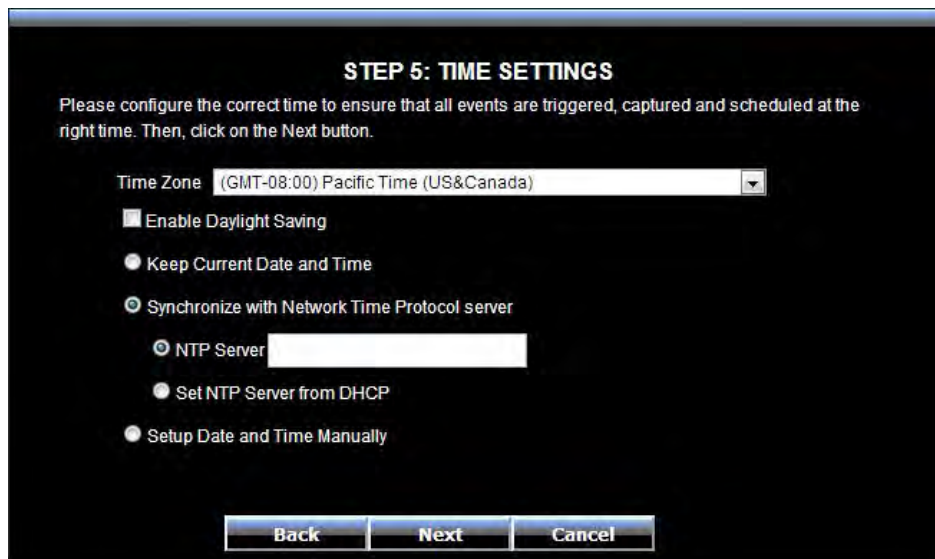 STEP 5: TIME SETTINGS
Please configure the correct time to ensure that all events are triggered, captured and scheduled at the
right time. Then, click on the Next button.
Time Zone (GMT-08:00) Pacific Time (US&Canada)
Enable Daylight Saving
Keep Current Date and Time
Synchronize with Network Time Protocol server
NTP Server
Set NTP Server from DHCP
Setup Date and Time Manually
Back Next Cancel